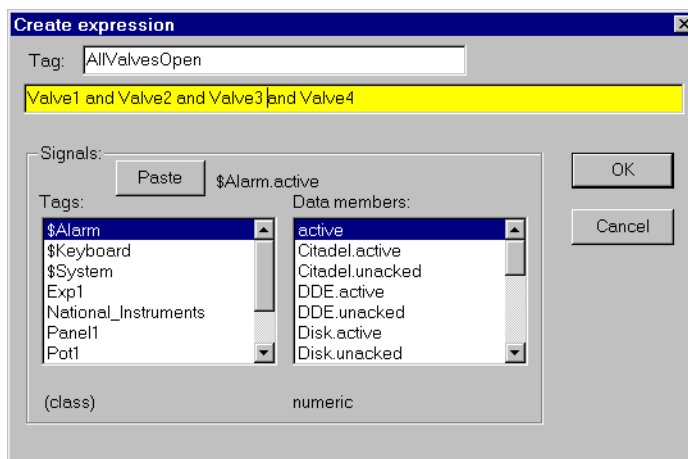 Create expression
Tag: AllValvesOpen
Valve1 and Valve2 and Valve3 and Valve4
Signals:
Paste $Alarm.active
OK
Tags: Data members:
$Alarm active
Cancel
$Keyboard Citadel.active
$System Citadel.unacked
Exp1 DDE.active
National_Instruments DDE.unacked
Panel1 Disk.active
Pot1 Disk.unacked
(class) numeric